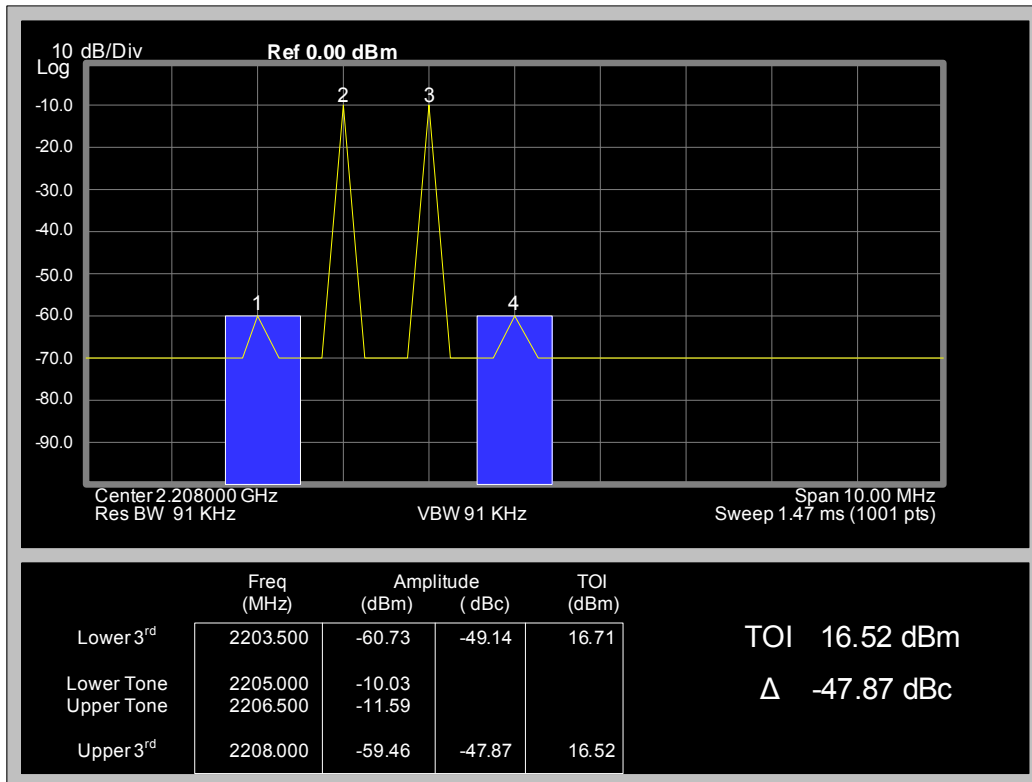 10 dB/Div Ref 0.00 dBm
Log
-10.0
-20.0
-30.0
-40.0
-50.0
-60.0
-70.0
-80.0
-90.0
1
2
3
4
Center 2.208000 GHz Span 10.00 MHz
Res BW 91 KHz VBW 91 KHz Sweep 1.47 ms (1001 pts)
Freq Amplitude TOI
(MHz) (dBm) ( dBc) (dBm)
Lower 3rd 2203.500 -60.73 -49.14 16.71
Lower Tone 2205.000 -10.03
Upper Tone 2206.500 -11.59
Upper 3rd 2208.000 -59.46 -47.87 16.52
TOI 16.52 dBm
Δ -47.87 dBc